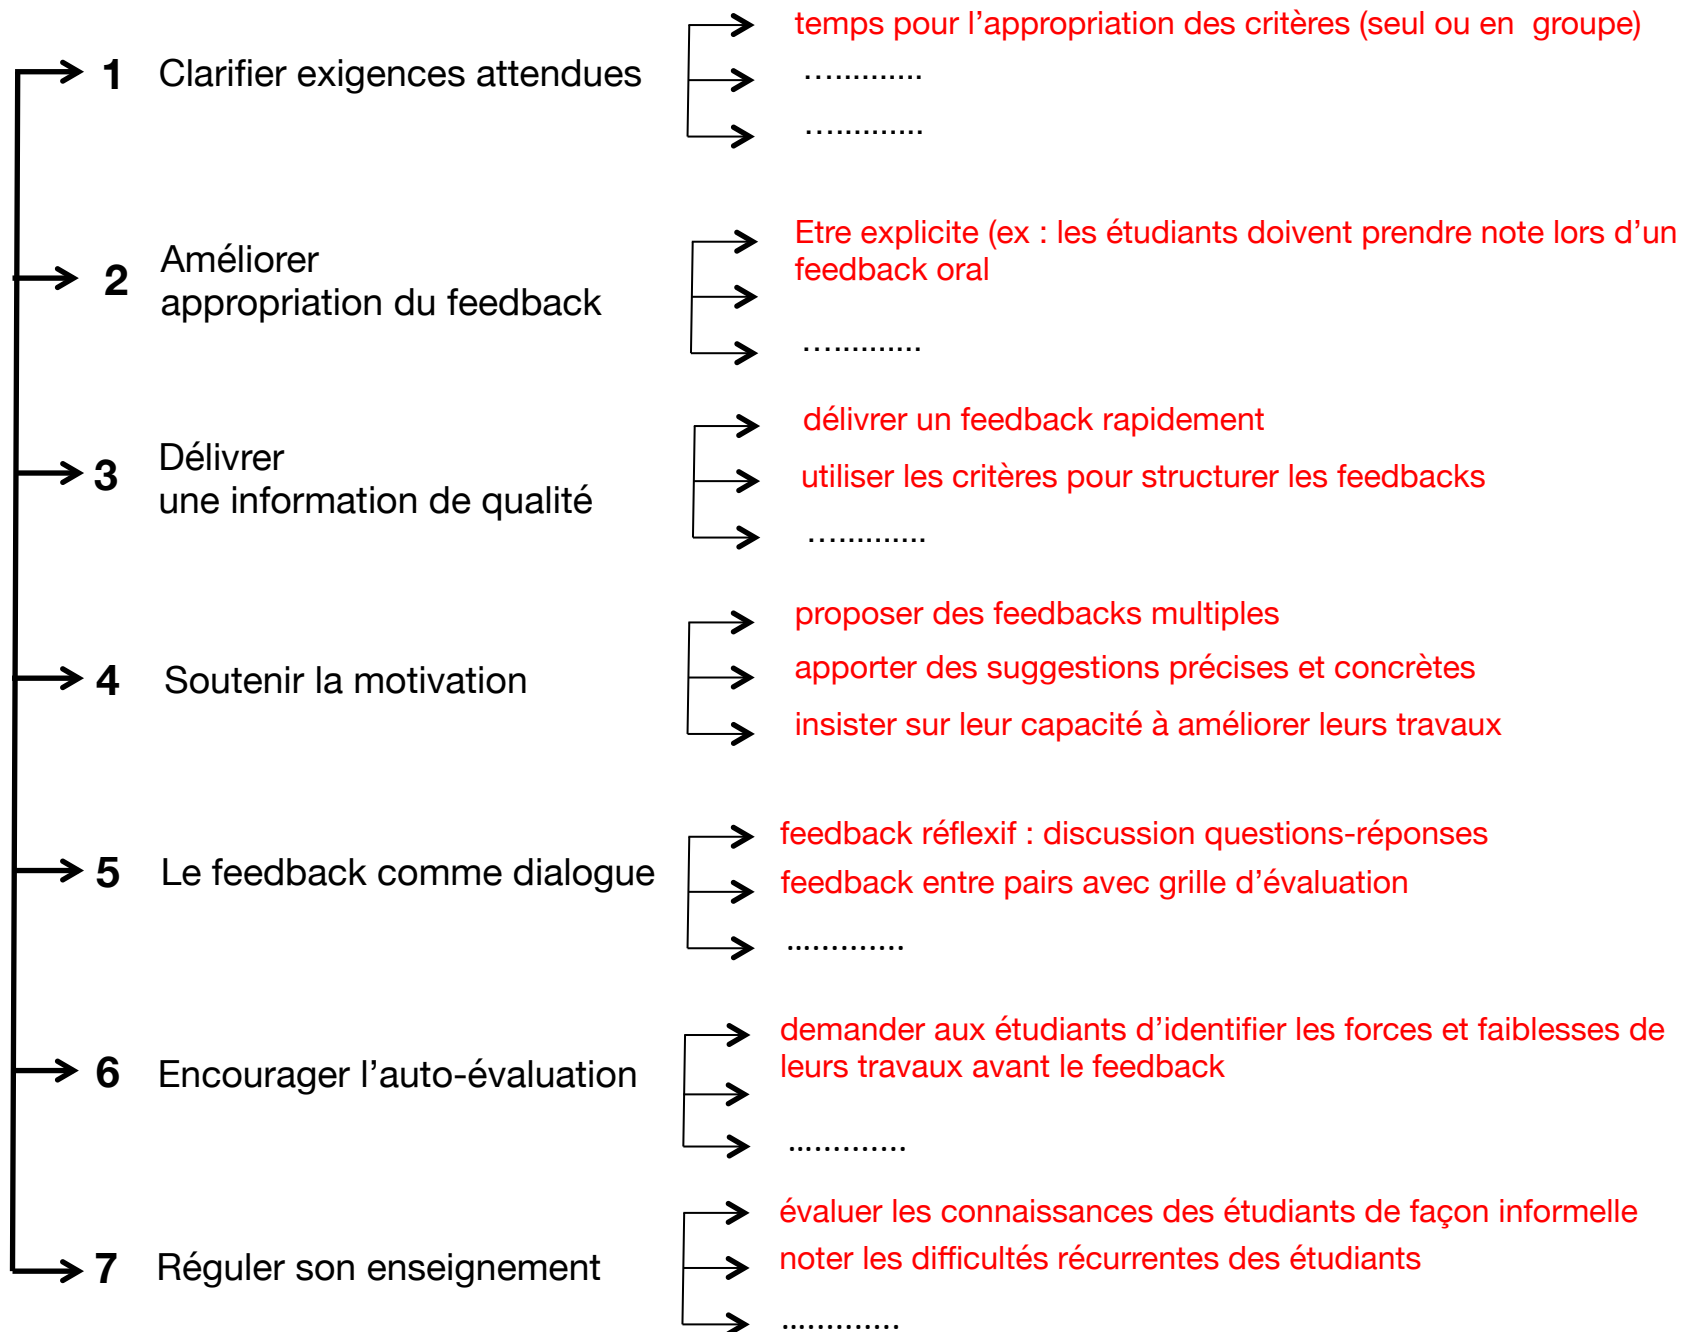 temps pour l’appropriation des critères (seul ou en  groupe)
1 Clarifier exigences attendues
…..........
…..........
Etre explicite (ex : les étudiants doivent prendre note lors d’un
feedback oral
2 Améliorer
appropriation du feedback
…..........
délivrer un feedback rapidement
3 Délivrer
une information de qualité
utiliser les critères pour structurer les feedbacks
…..........
proposer des feedbacks multiples
4 Soutenir la motivation
apporter des suggestions précises et concrètes
insister sur leur capacité à améliorer leurs travaux
feedback réflexif : discussion questions-réponses
5 Le feedback comme dialogue
feedback entre pairs avec grille d’évaluation
...……….
demander aux étudiants d’identifier les forces et faiblesses de
leurs travaux avant le feedback
6 Encourager l’auto-évaluation
...……….
évaluer les connaissances des étudiants de façon informelle
7 Réguler son enseignement
noter les difficultés récurrentes des étudiants
...……….